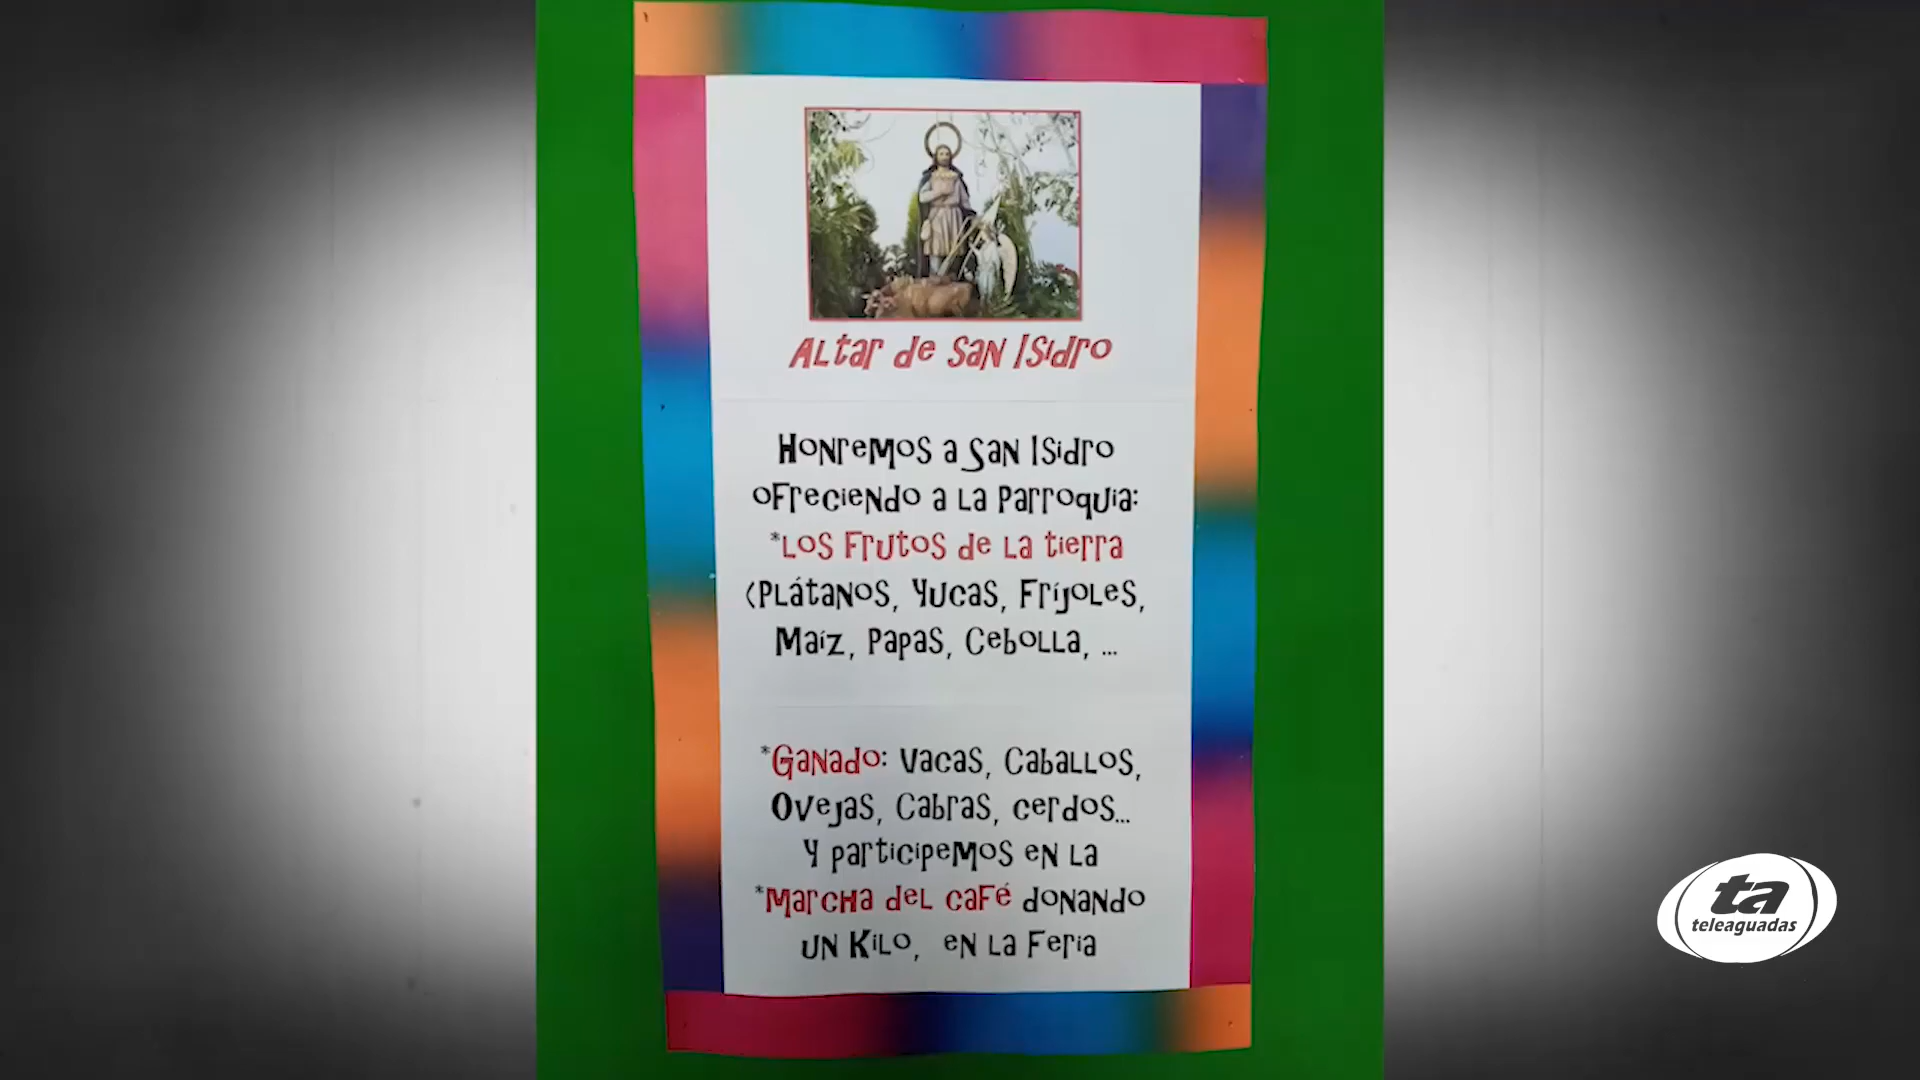 Altar de San Isidro
Honremos a San Isidro
ofreciendo a la Parroquia:
*Los Frutos de la tierra
(Plátanos, Yucas, Fríjoles,
Maíz, Papas, Cebolla, ...
*Ganado: Vacas, Caballos,
Ovejas, Cabras, cerdos...
Y participemos en la
*Marcha del café donando
un Kilo, en la Feria
ta
teleaguadas